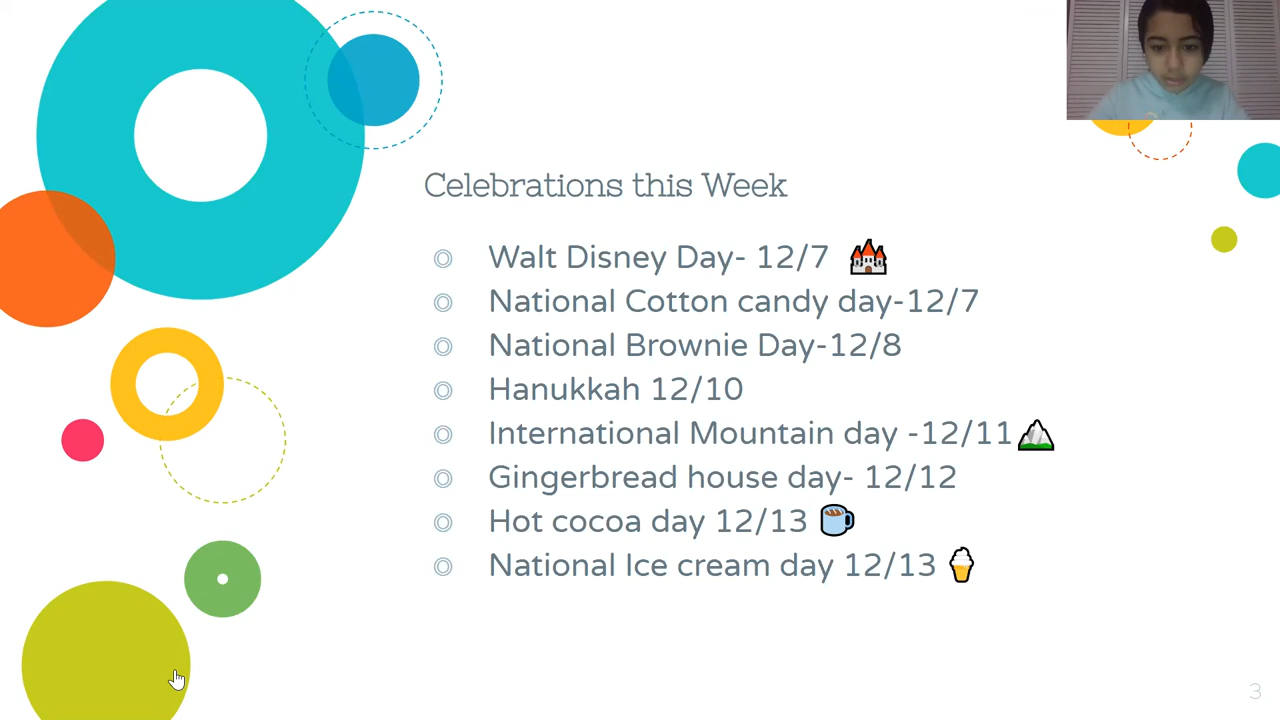 Celebrations this Week
Walt Disney Day- 12/7
National Cotton candy day-12/7
National Brownie Day-12/8
Hanukkah 12/10
International Mountain day -12/11
Gingerbread house day- 12/12
Hot cocoa day 12/13
National Ice cream day 12/13
3